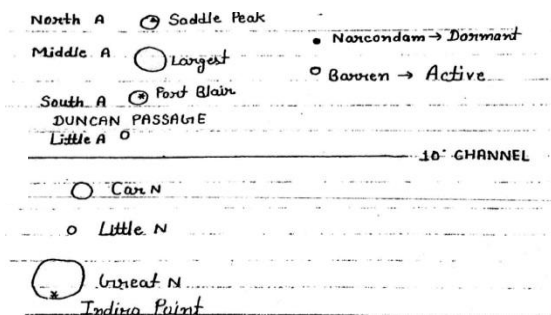 North A Saddle Peak
Narcondam → Dormant
Middle A Largest
Barren → Active
South A Port Blair
DUNCAN PASSAGE
Little A
10° CHANNEL
Car N
Little N
Great N
Indira Point